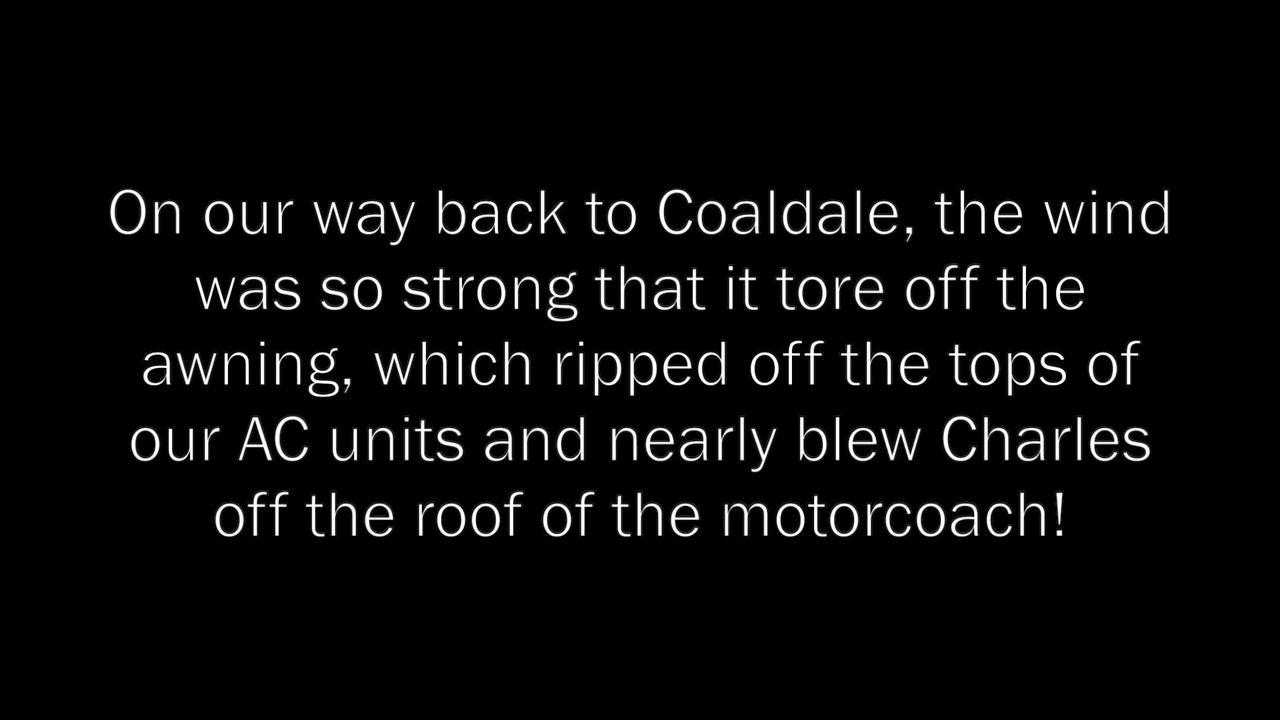 On our way back to Coaldale, the wind
was so strong that it tore off the
awning, which ripped off the tops of
our AC units and nearly blew Charles
off the roof of the motorcoach!